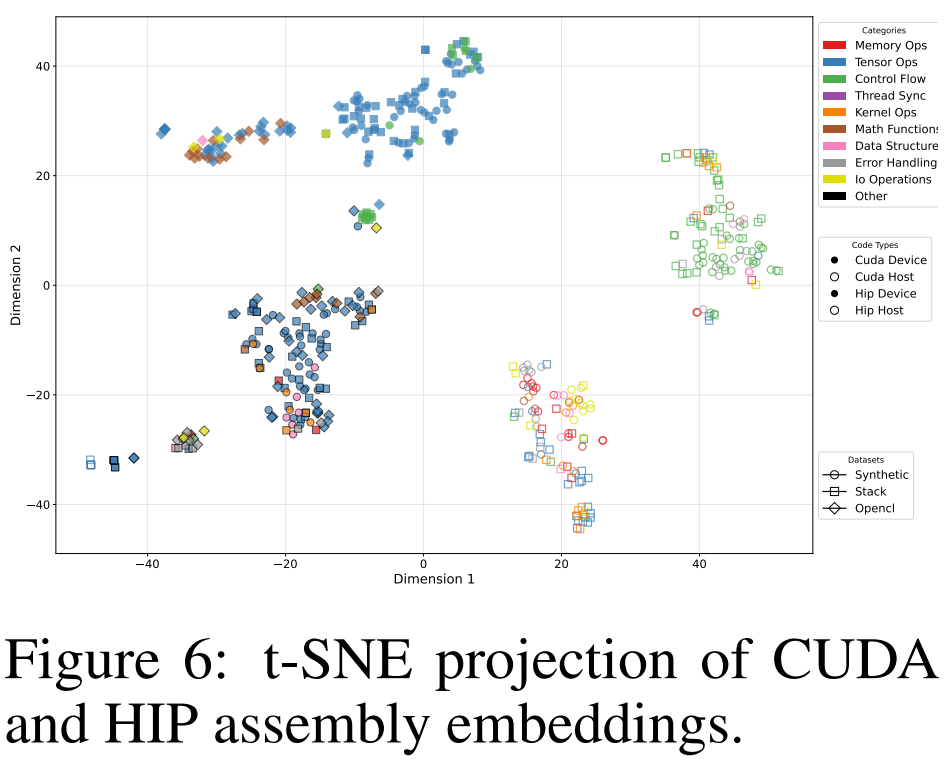 Categories
Memory Ops
Tensor Ops
Control Flow
Thread Sync
Kernel Ops
Math Functions
Data Structure
Error Handling
Io Operations
Other
Code Types
Cuda Device
Cuda Host
Hip Device
Hip Host
Datasets
Synthetic
Stack
Opencl
Dimension 2
40
20
0
−20
−40
−40
−20
0
20
40
Dimension 1
Figure 6: t-SNE projection of CUDA
and HIP assembly embeddings.